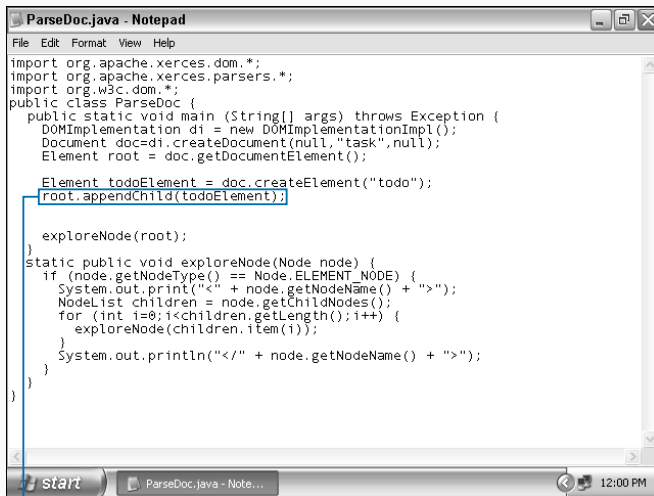 ParseDoc.java - Notepad
File Edit Format View Help
import org.apache.xerces.dom.*;
import org.apache.xerces.parsers.*;
import org.w3c.dom.*;
public class ParseDoc {
  public static void main (String[] args) throws Exception {
    DOMImplementation di = new DOMImplementationImpl();
    Document doc=di.createDocument(null,"task",null);
    Element root = doc.getDocumentElement();

    Element todoElement = doc.createElement("todo");
    root.appendChild(todoElement);

    exploreNode(root);
  }
  static public void exploreNode(Node node) {
    if (node.getNodeType() == Node.ELEMENT_NODE) {
      System.out.print("<" + node.getNodeName() + ">");
      NodeList children = node.getChildNodes();
      for (int i=0;i<children.getLength();i++) {
        exploreNode(children.item(i));
      }
      System.out.println("</" + node.getNodeName() + ">");
    }
  }
}
start ParseDoc.java - Note... 12:00 PM